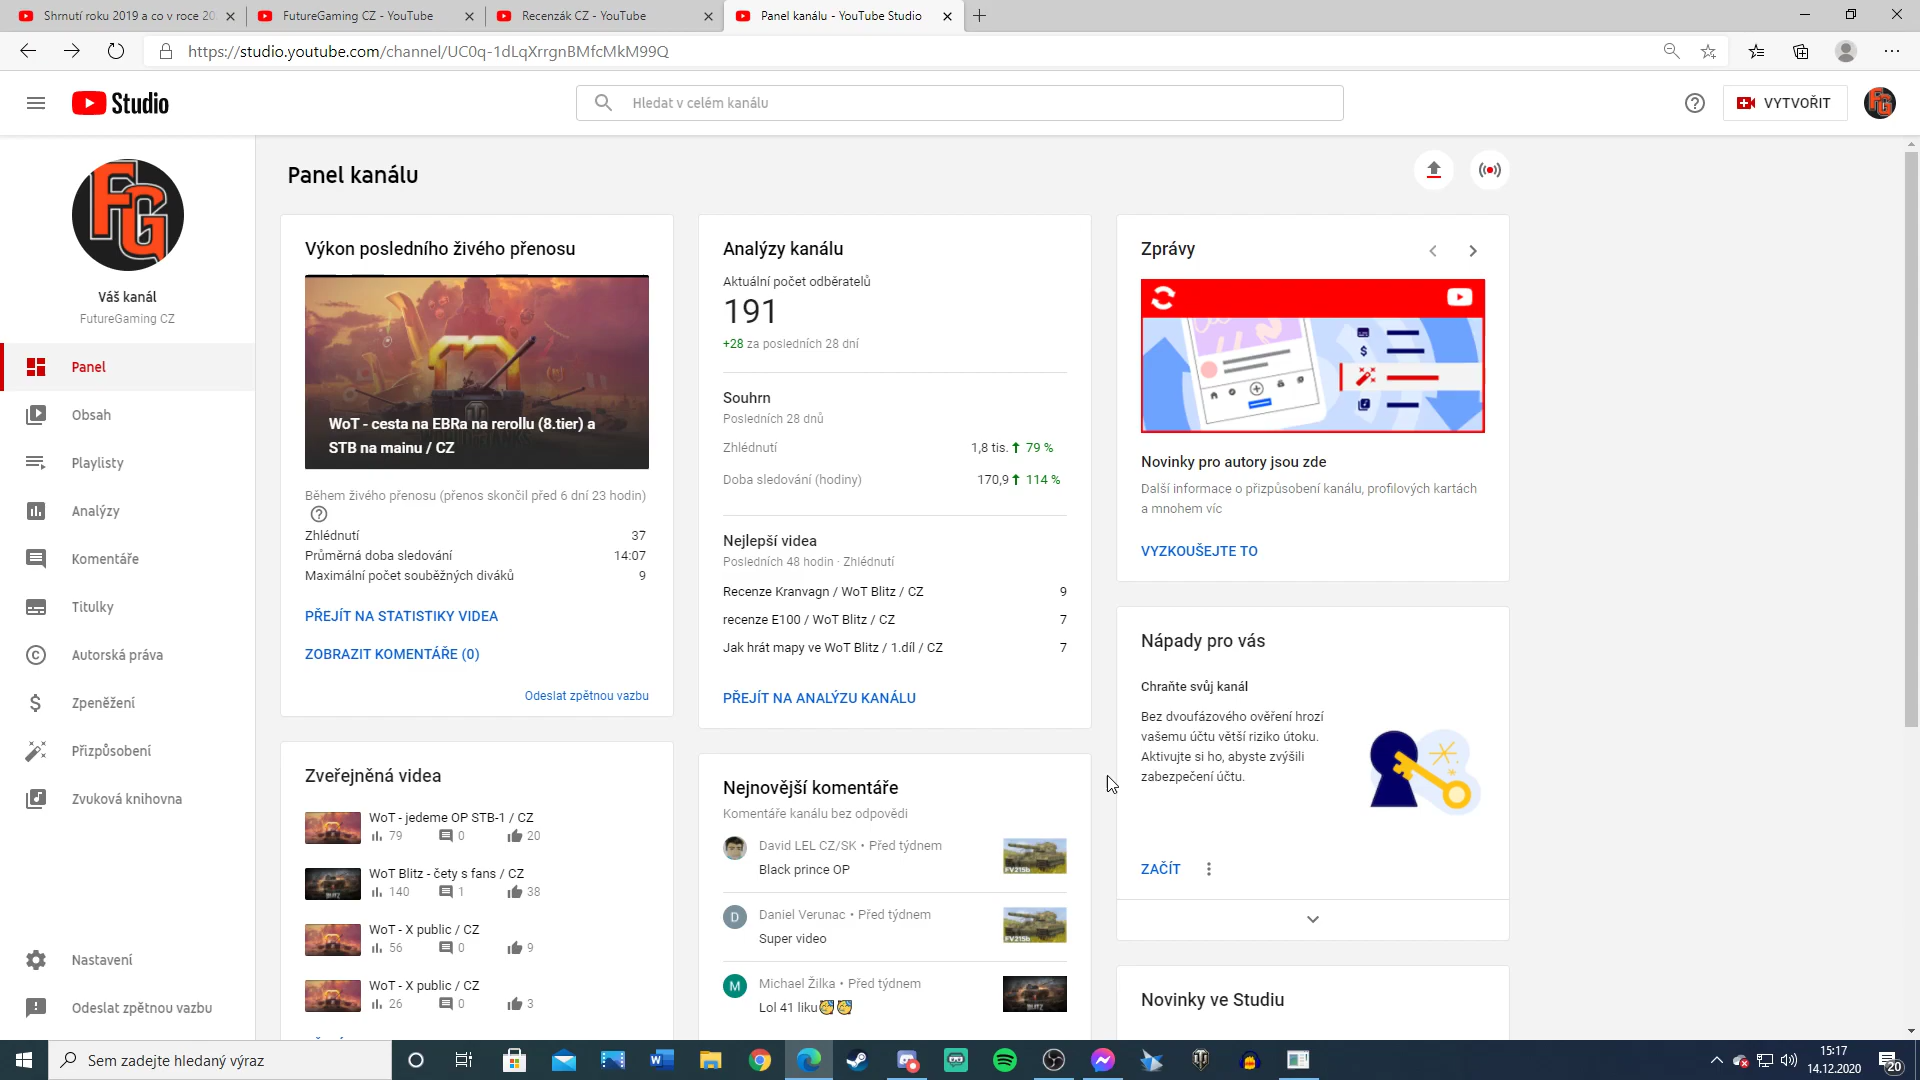 Shrnutí roku 2019 a co v roce 20
FutureGaming CZ - YouTube
Recenzák CZ - YouTube
Panel kanálu - YouTube Studio
https://studio.youtube.com/channel/UC0q-1dLqXrrgnBMfcMkM99Q
Studio
Hledat v celém kanálu
VYTVOŘIT
FG
FG
Váš kanál
FutureGaming CZ
Panel
Obsah
Playlisty
Analýzy
Komentáře
Titulky
Autorská práva
Zpeněžení
Přizpůsobení
Zvuková knihovna
Nastavení
Odeslat zpětnou vazbu
Panel kanálu
Výkon posledního živého přenosu
WoT - cesta na EBRa na rerollu (8.tier) a
STB na mainu / CZ
Během živého přenosu (přenos skončil před 6 dní 23 hodin)
Zhlédnutí 37
Průměrná doba sledování 14:07
Maximální počet souběžných diváků 9
PŘEJÍT NA STATISTIKY VIDEA
ZOBRAZIT KOMENTÁŘE (0)
Odeslat zpětnou vazbu
Zveřejněná videa
WoT - jedeme OP STB-1 / CZ
79 0 20
WoT Blitz - čety s fans / CZ
140 1 38
WoT - X public / CZ
56 0 9
WoT - X public / CZ
26 0 3
Analýzy kanálu
Aktuální počet odběratelů
191
+28 za posledních 28 dní
Souhrn
Posledních 28 dnů
Zhlédnutí 1,8 tis. 79 %
Doba sledování (hodiny) 170,9 114 %
Nejlepší videa
Posledních 48 hodin · Zhlédnutí
Recenze Kranvagn / WoT Blitz / CZ 9
recenze E100 / WoT Blitz / CZ 7
Jak hrát mapy ve WoT Blitz / 1.díl / CZ 7
PŘEJÍT NA ANALÝZU KANÁLU
Nejnovější komentáře
Komentáře kanálu bez odpovědi
David LEL CZ/SK • Před týdnem
Black prince OP
FV215b
D
Daniel Verunac • Před týdnem
Super video
FV215b
M
Michael Žilka • Před týdnem
Lol 41 liku🥳🥳
Zprávy
Novinky pro autory jsou zde
Další informace o přizpůsobení kanálu, profilových kartách
a mnohem víc
VYZKOUŠEJTE TO
Nápady pro vás
Chraňte svůj kanál
Bez dvoufázového ověření hrozí
vašemu účtu větší riziko útoku.
Aktivujte si ho, abyste zvýšili
zabezpečení účtu.
ZAČÍT
Novinky ve Studiu
Sem zadejte hledaný výraz
15:17
14.12.2020
20